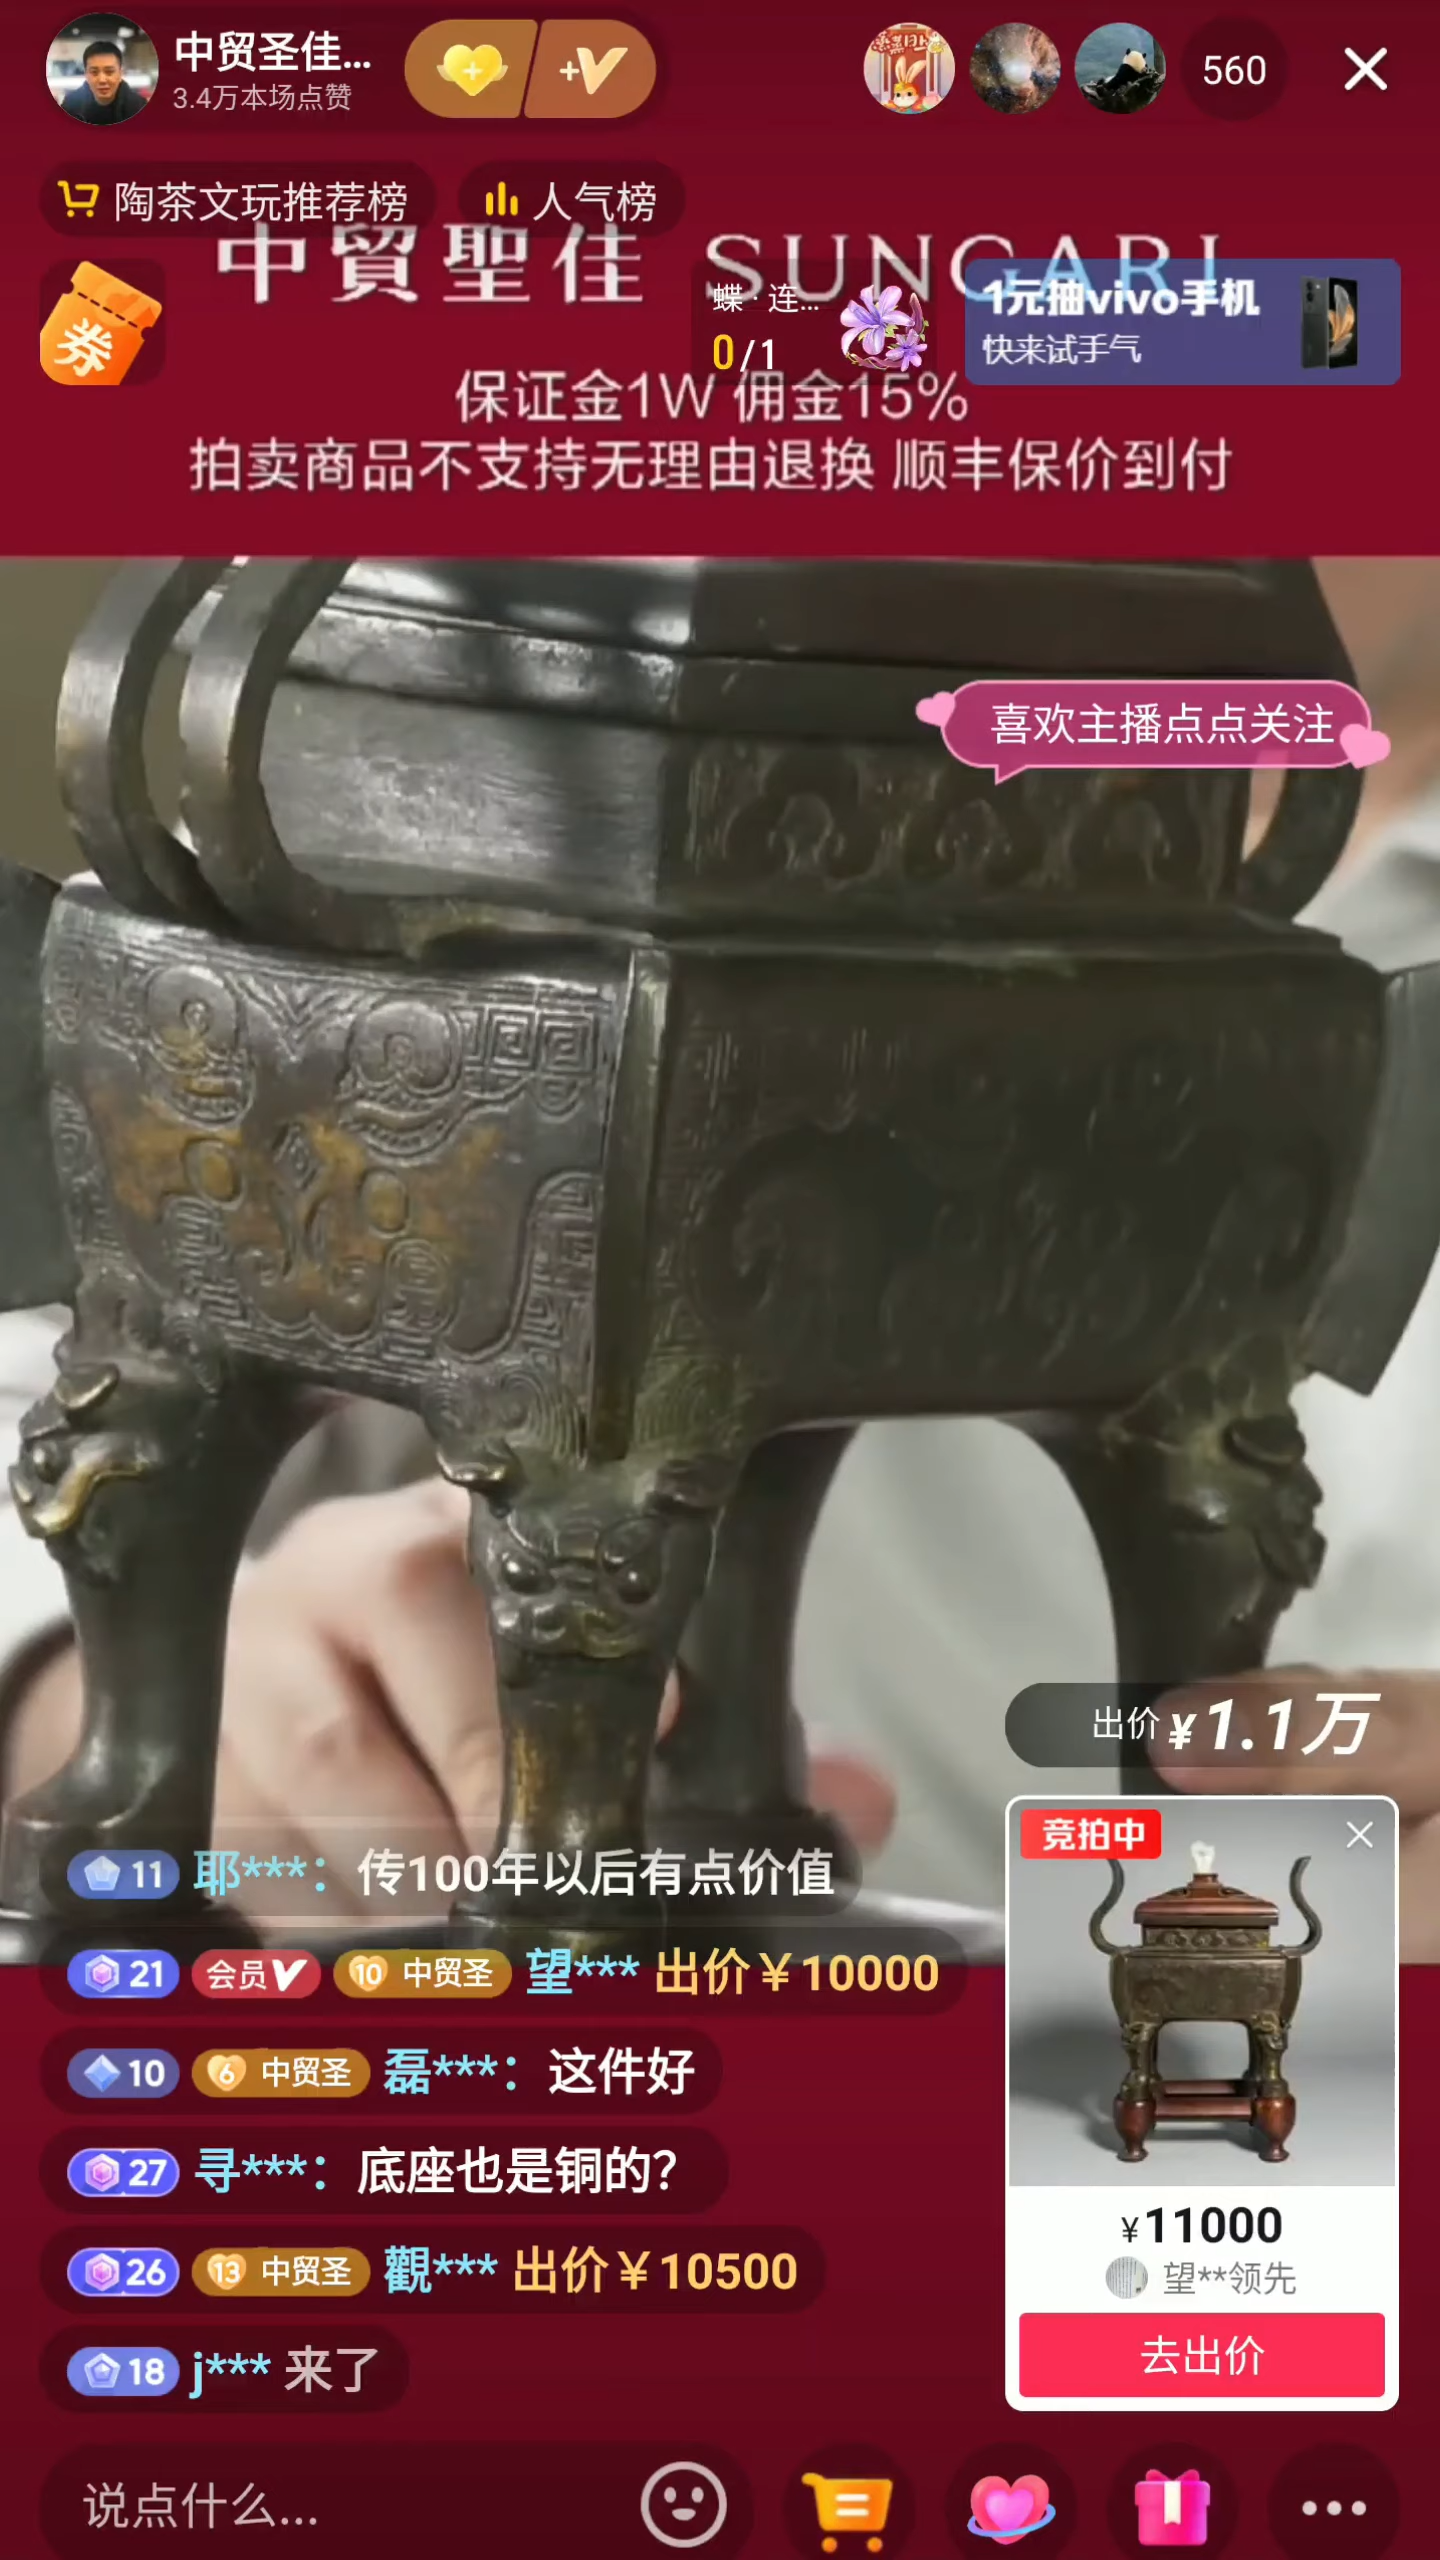 中贸圣佳...
3.4万本场点赞
560
陶茶文玩推荐榜
人气榜
中貿聖佳 SUNGARI
券
蝶·连...
0/1
1元抽vivo手机
快来试手气
保证金1W 佣金15%
拍卖商品不支持无理由退换 顺丰保价到付
喜欢主播点点关注
出价¥1.1万
竞拍中
11 耶***：传100年以后有点价值
21 会员 10 中贸圣 望*** 出价¥10000
10 6 中贸圣 磊***：这件好
27 寻***：底座也是铜的？
26 13 中贸圣 觀*** 出价¥10500
18 j*** 来了
¥11000
望**领先
去出价
说点什么...